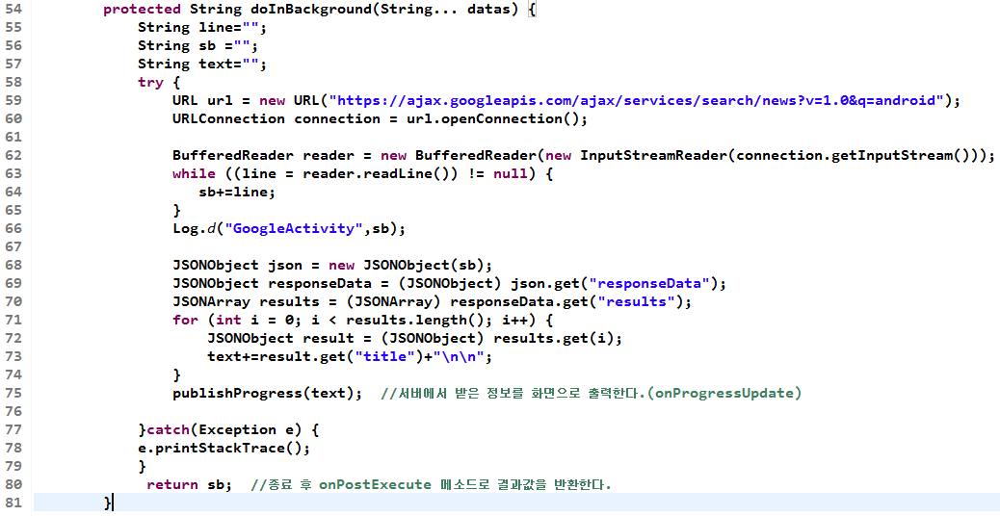 54 protected String doInBackground(String... datas) {
55 String line="";
56 String sb ="";
57 String text="";
58 try {
59 URL url = new URL("https://ajax.googleapis.com/ajax/services/search/news?v=1.0&q=android");
60 URLConnection connection = url.openConnection();
61
62 BufferedReader reader = new BufferedReader(new InputStreamReader(connection.getInputStream()));
63 while ((line = reader.readLine()) != null) {
64 sb+=line;
65 }
66 Log.d("GoogleActivity",sb);
67
68 JSONObject json = new JSONObject(sb);
69 JSONObject responseData = (JSONObject) json.get("responseData");
70 JSONArray results = (JSONArray) responseData.get("results");
71 for (int i = 0; i < results.length(); i++) {
72 JSONObject result = (JSONObject) results.get(i);
73 text+=result.get("title")+"\n\n";
74 }
75 publishProgress(text); //서버에서 받은 정보를 화면으로 출력한다.(onProgressUpdate)
76
77 }catch(Exception e) {
78 e.printStackTrace();
79 }
80 return sb; //종료 후 onPostExecute 메소드로 결과값을 반환한다.
81 }